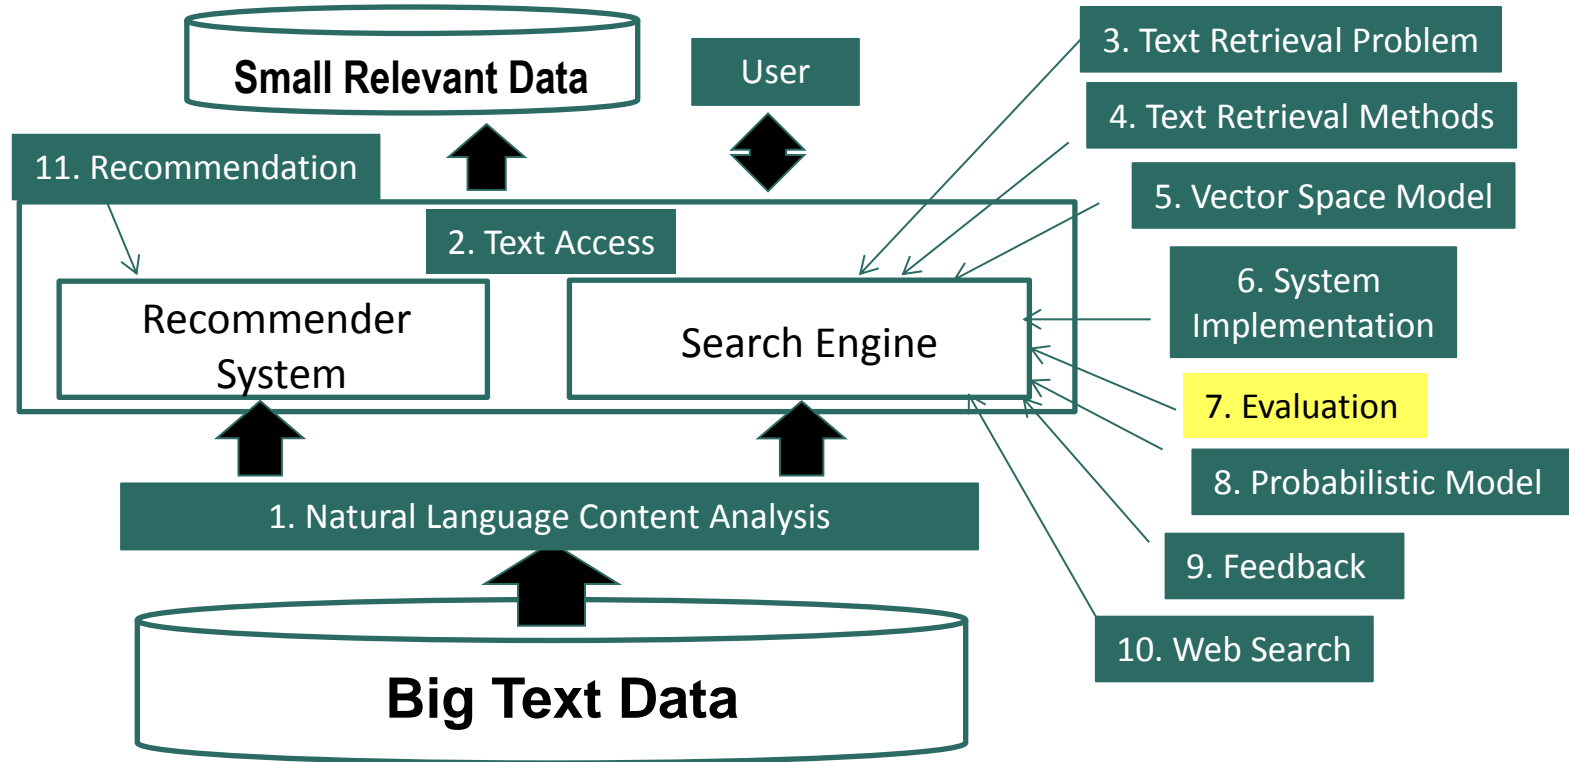 Small Relevant Data
User
3. Text Retrieval Problem
4. Text Retrieval Methods
11. Recommendation
5. Vector Space Model
2. Text Access
6. System
Implementation
Recommender
System
Search Engine
7. Evaluation
8. Probabilistic Model
1. Natural Language Content Analysis
9. Feedback
10. Web Search
Big Text Data